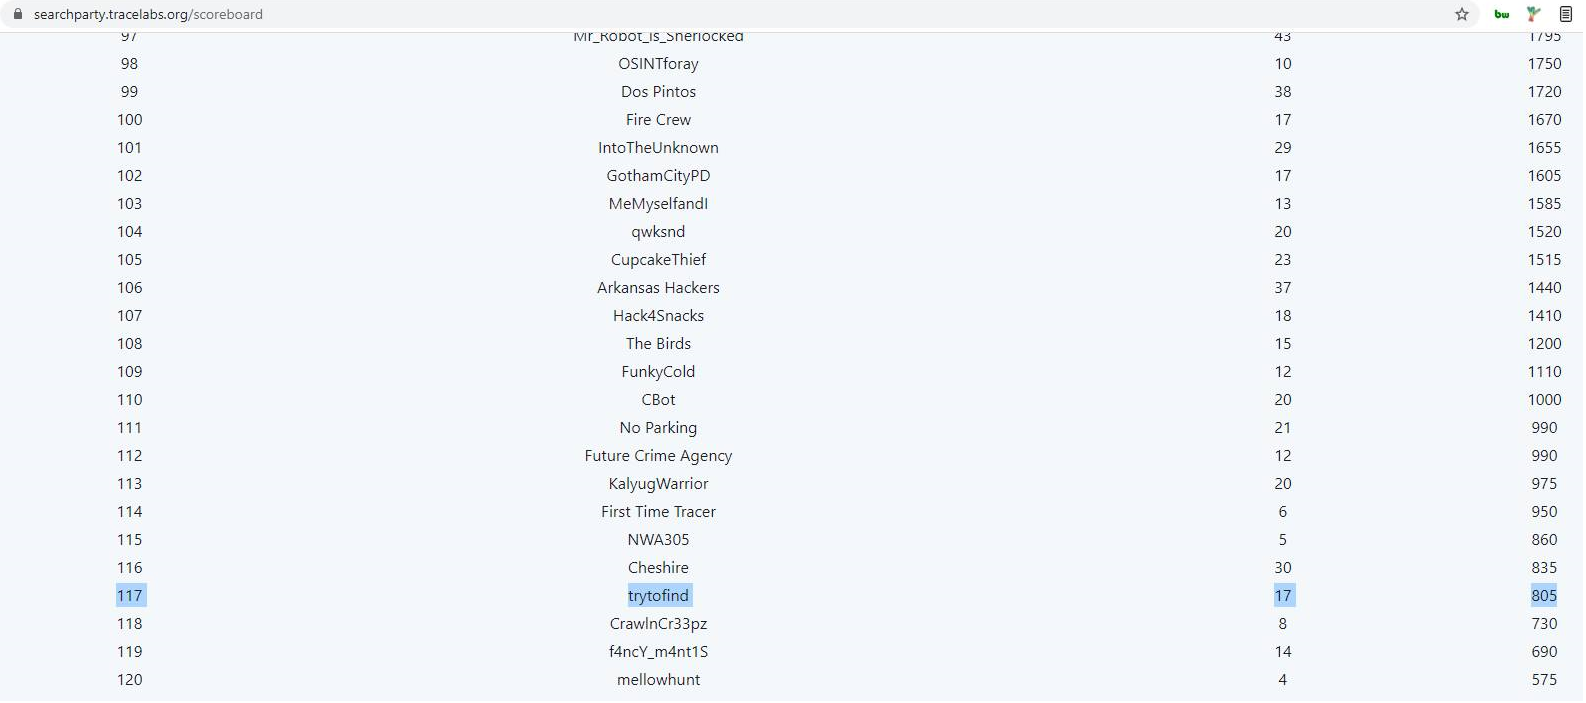 searchparty.tracelabs.org/scoreboard
bw
97 Mr_Robot_Is_Sherlocked 43 1795
98 OSINTforay 10 1750
99 Dos Pintos 38 1720
100 Fire Crew 17 1670
101 IntoTheUnknown 29 1655
102 GothamCityPD 17 1605
103 MeMyselfandI 13 1585
104 qwksnd 20 1520
105 CupcakeThief 23 1515
106 Arkansas Hackers 37 1440
107 Hack4Snacks 18 1410
108 The Birds 15 1200
109 FunkyCold 12 1110
110 CBot 20 1000
111 No Parking 21 990
112 Future Crime Agency 12 990
113 KalyugWarrior 20 975
114 First Time Tracer 6 950
115 NWA305 5 860
116 Cheshire 30 835
117 trytofind 17 805
118 CrawlnCr33pz 8 730
119 f4ncY_m4nt1S 14 690
120 mellowhunt 4 575